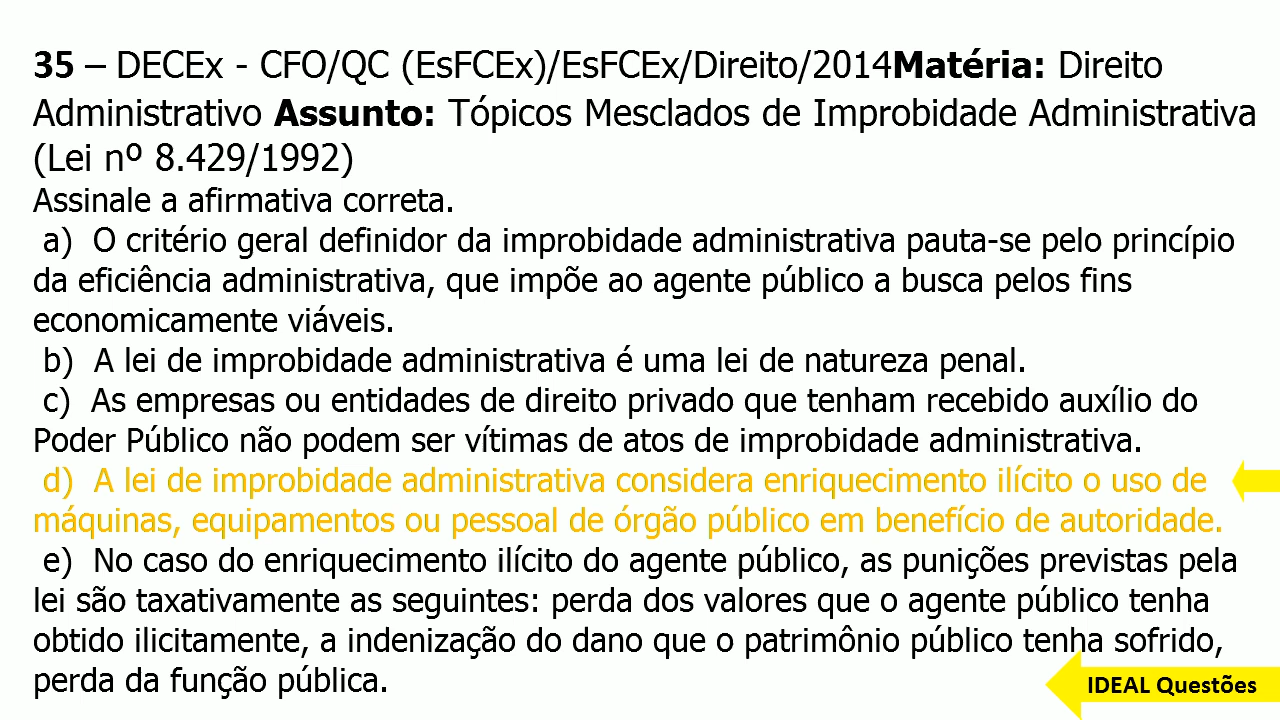 35 – DECEx - CFO/QC (EsFCEx)/EsFCEx/Direito/2014Matéria: Direito
Administrativo Assunto: Tópicos Mesclados de Improbidade Administrativa
(Lei nº 8.429/1992)
Assinale a afirmativa correta.
a) O critério geral definidor da improbidade administrativa pauta-se pelo princípio
da eficiência administrativa, que impõe ao agente público a busca pelos fins
economicamente viáveis.
b) A lei de improbidade administrativa é uma lei de natureza penal.
c) As empresas ou entidades de direito privado que tenham recebido auxílio do
Poder Público não podem ser vítimas de atos de improbidade administrativa.
d) A lei de improbidade administrativa considera enriquecimento ilícito o uso de
máquinas, equipamentos ou pessoal de órgão público em benefício de autoridade.
e) No caso do enriquecimento ilícito do agente público, as punições previstas pela
lei são taxativamente as seguintes: perda dos valores que o agente público tenha
obtido ilicitamente, a indenização do dano que o patrimônio público tenha sofrido,
perda da função pública.
IDEAL Questões